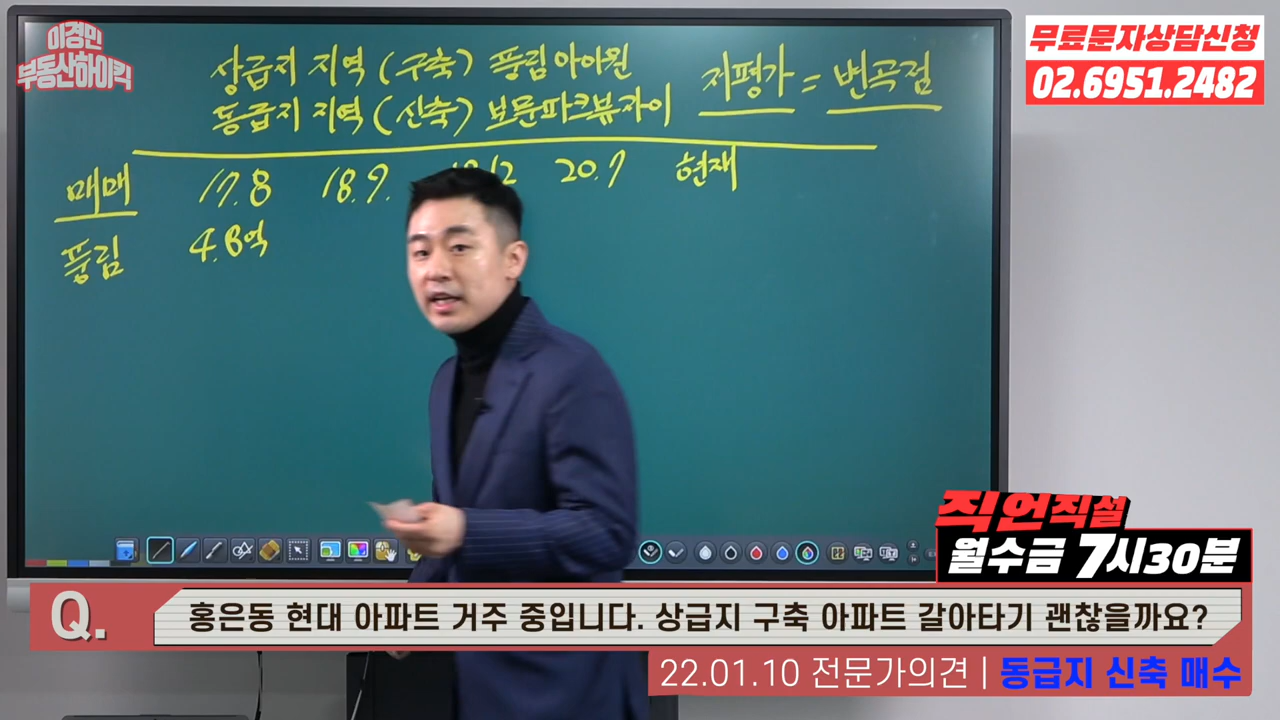 이경민
부동산하이킥
무료문자상담신청
02.6951.2482
상급지 지역 (구축) 풍림아이원
동급지 지역 (신축) 보문파크뷰자이
저평가 = 변곡점
매매 17.8 18.9. 12 20.7 현재
풍림 4.8억
직언직설
월수금 7시30분
Q. 홍은동 현대 아파트 거주 중입니다. 상급지 구축 아파트 갈아타기 괜찮을까요?
22.01.10 전문가의견 | 동급지 신축 매수